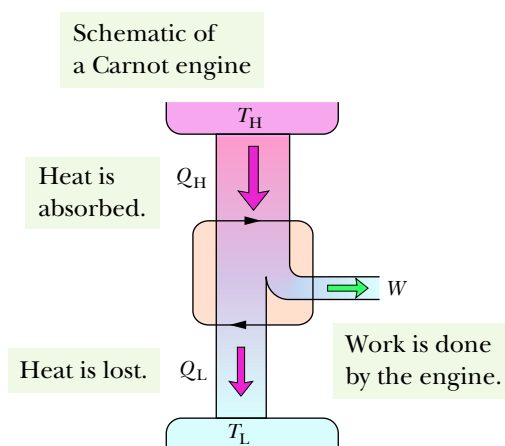 Schematic of
a Carnot engine
T_H
Heat is
absorbed.
Q_H
W
Heat is lost.
Q_L
Work is done
by the engine.
T_L